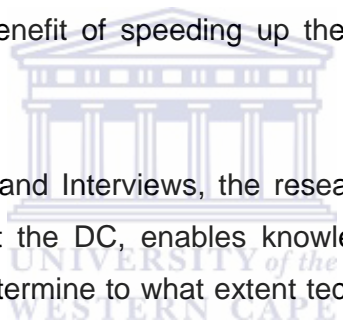 enefit of speeding up the
and Interviews, the resea
t the DC, enables knowle
UNIVERSITY of the
termine to what extent tec
WESTERN CAPE